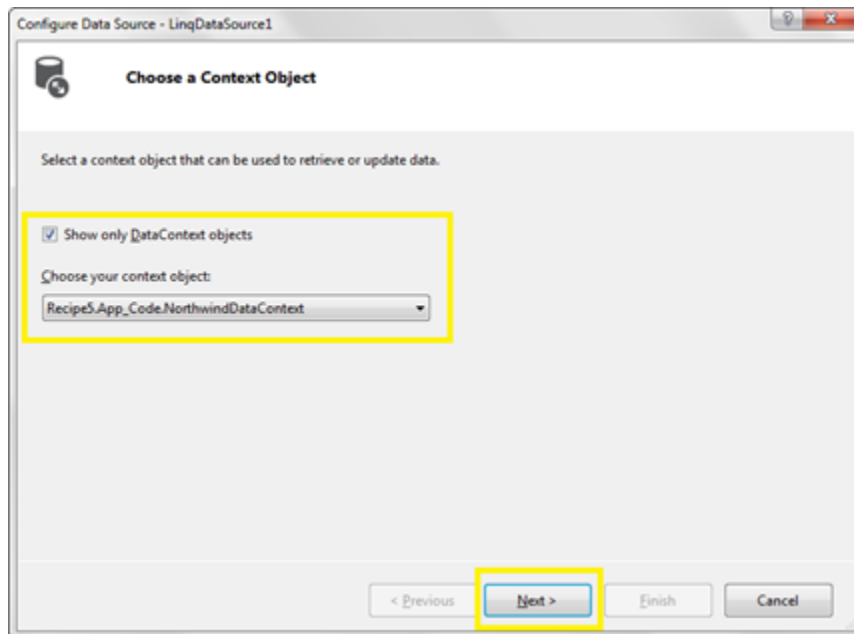 Configure Data Source - LinqDataSource1
Choose a Context Object
Select a context object that can be used to retrieve or update data.
Show only DataContext objects
Choose your context object:
Recipe5.App_Code.NorthwindDataContext
< Previous
Next >
Finish
Cancel